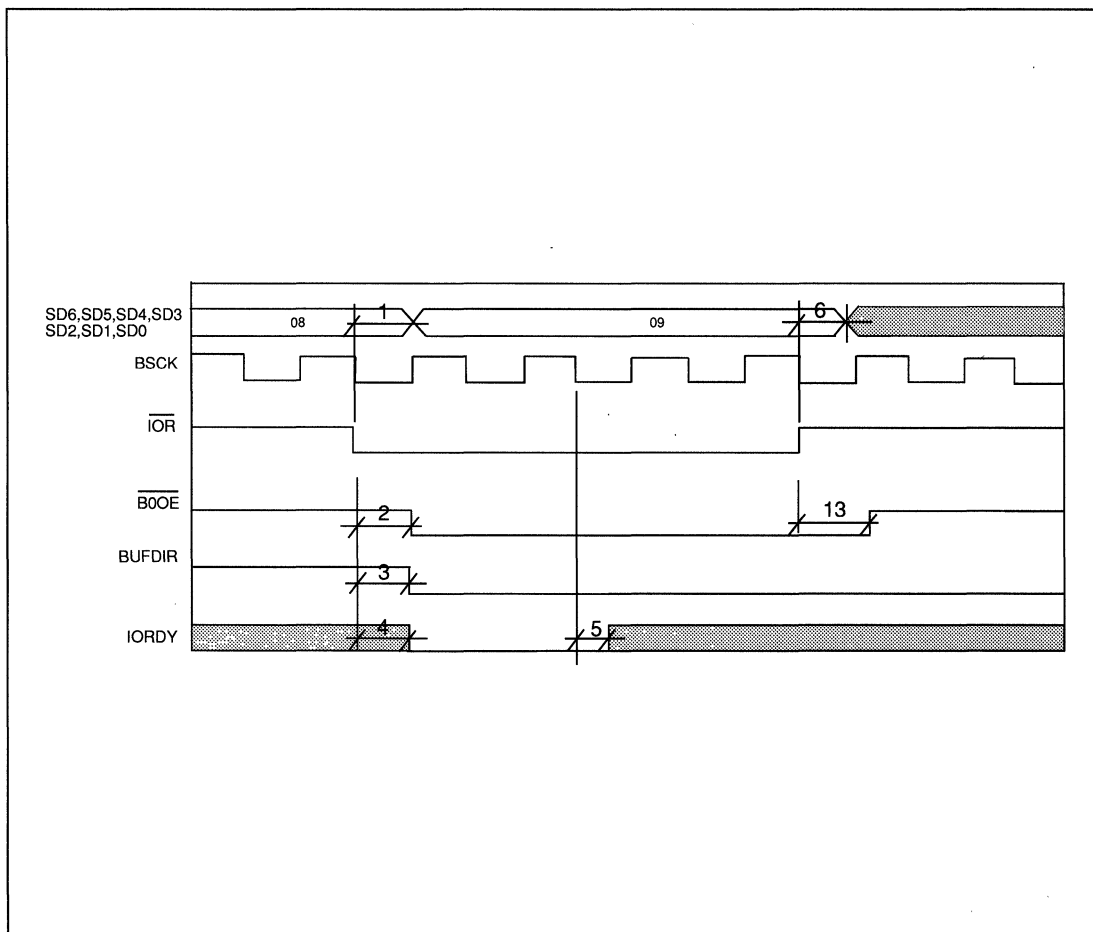 SD6,SD5,SD4,SD3
SD2,SD1,SD0
08
1
09
6
BSCK
IOR
B0OE
2
13
BUFDIR
3
IORDY
4
5